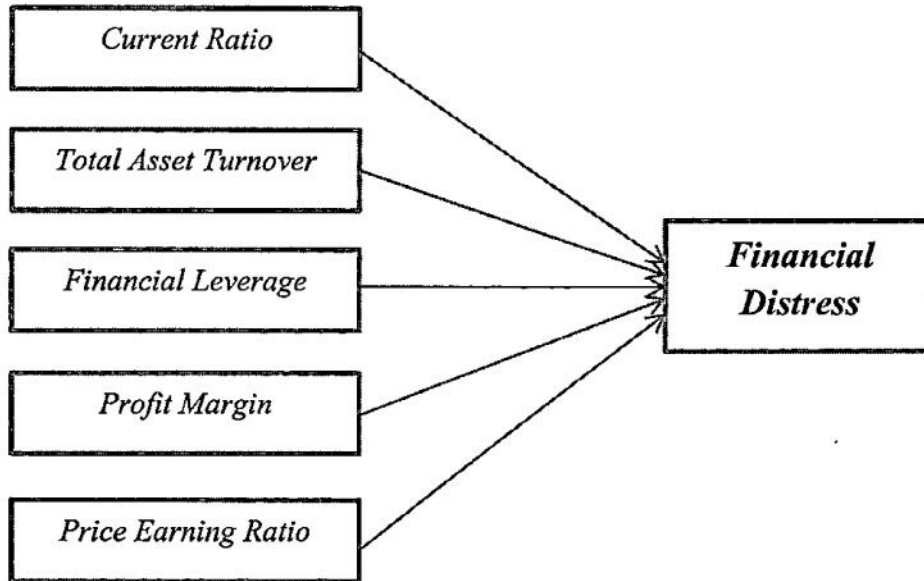 Current Ratio
Total Asset Turnover
Financial Leverage
Profit Margin
Price Earning Ratio
Financial
Distress